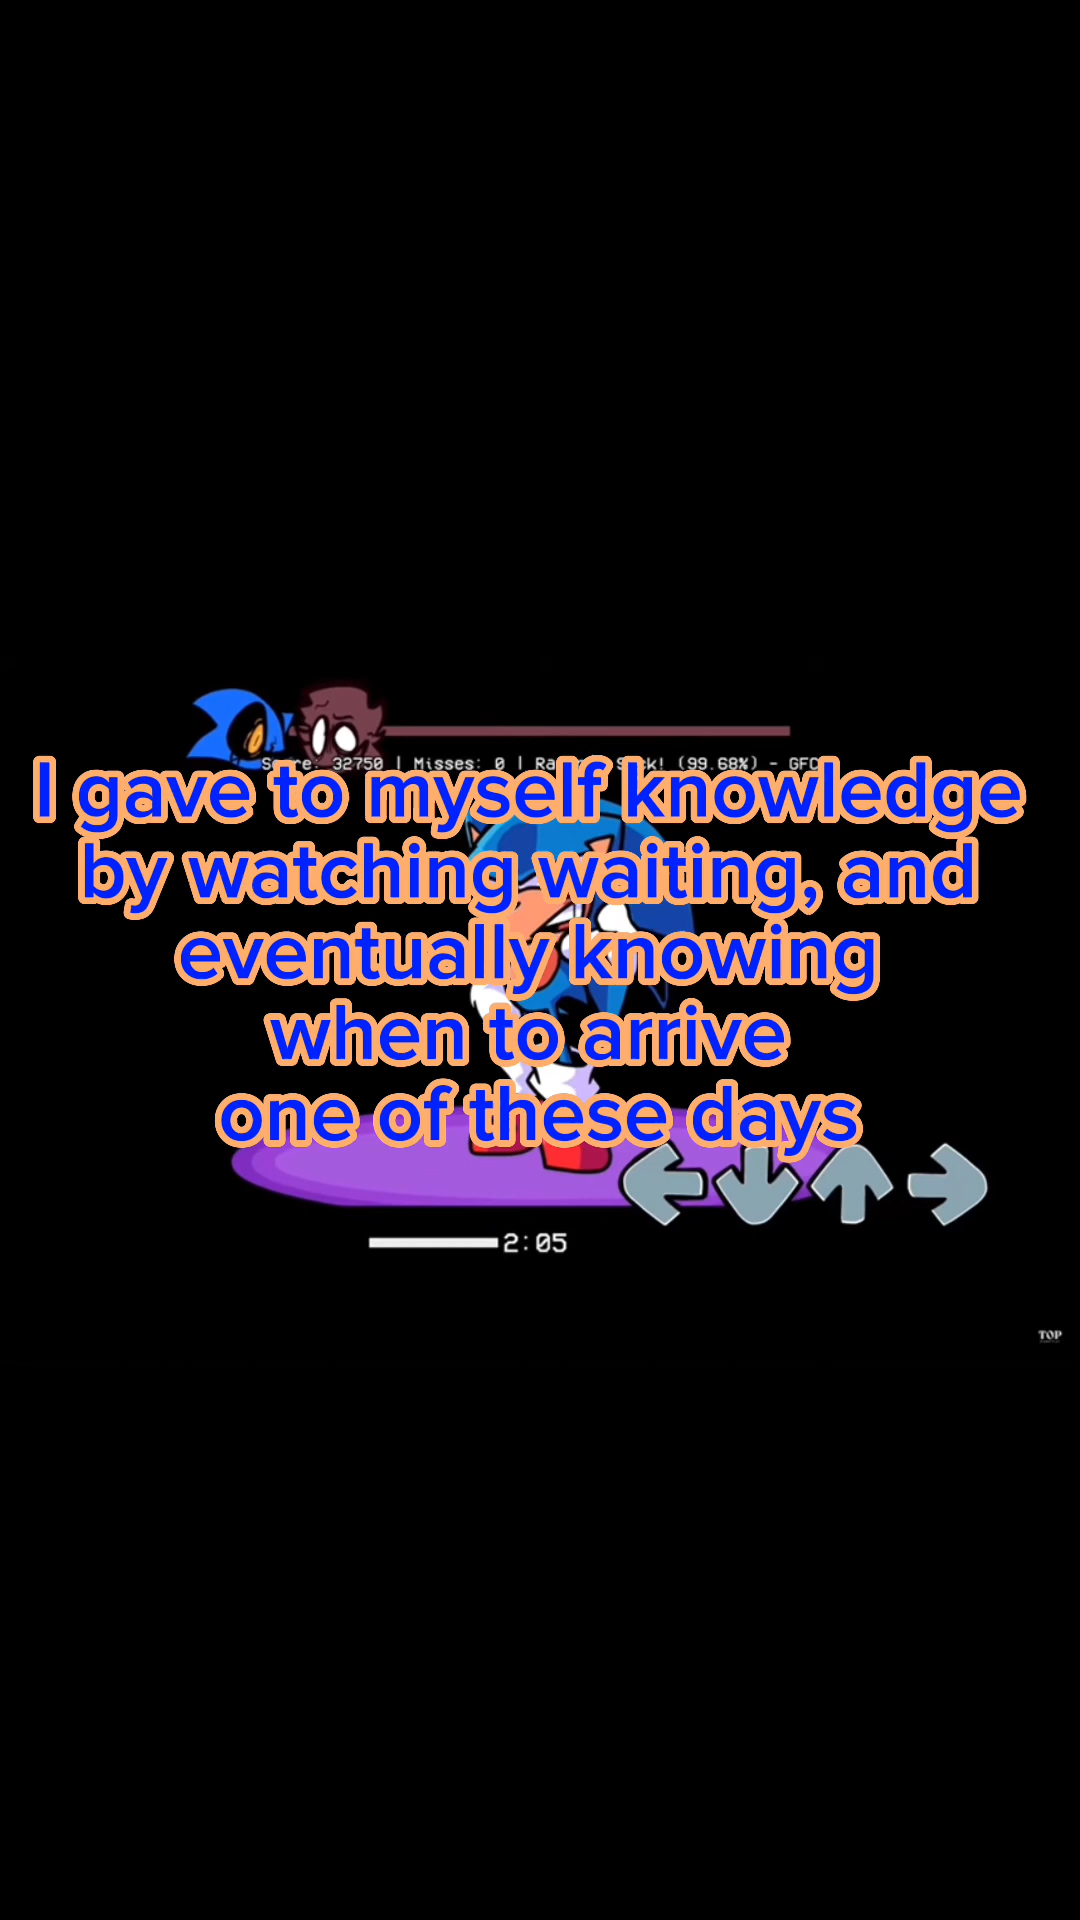 Score: 32750 | Misses: 0 | Ra Sick! (99.68%) - GFC
I gave to myself knowledge
by watching waiting, and
eventually knowing
when to arrive
one of these days
2:05
TOP